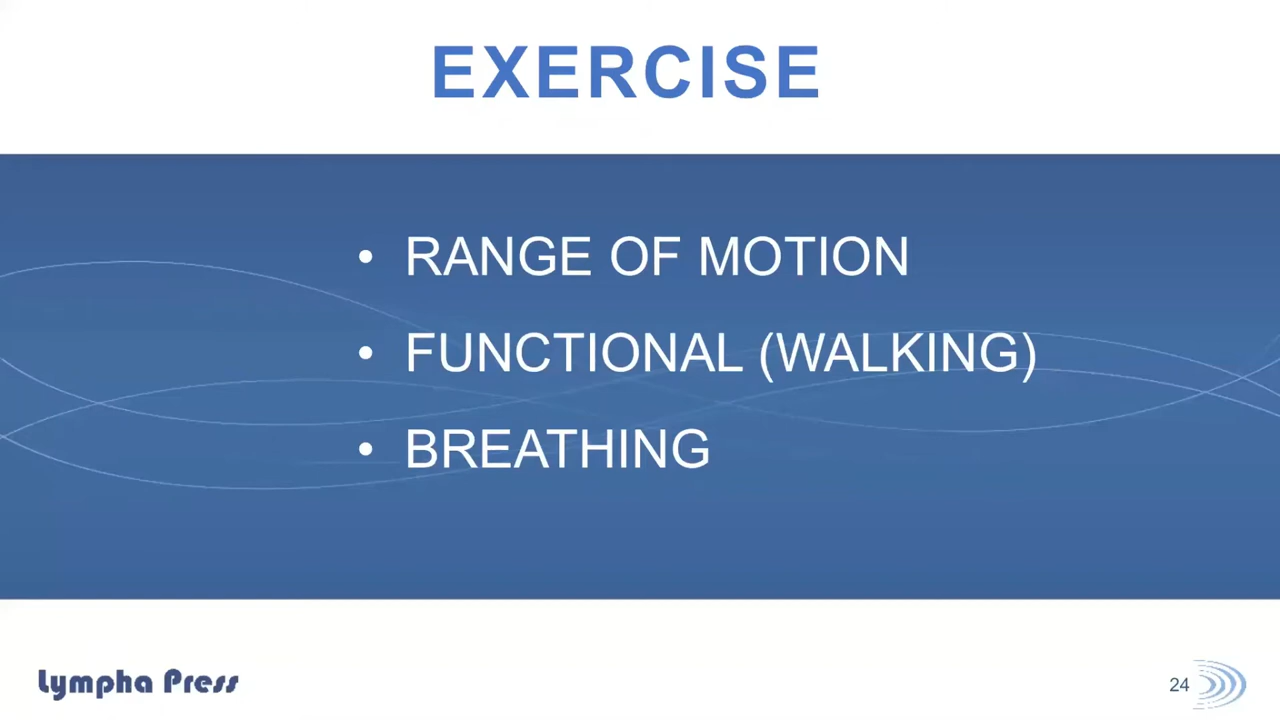 EXERCISE
• RANGE OF MOTION
• FUNCTIONAL (WALKING)
• BREATHING
Lympha Press
24